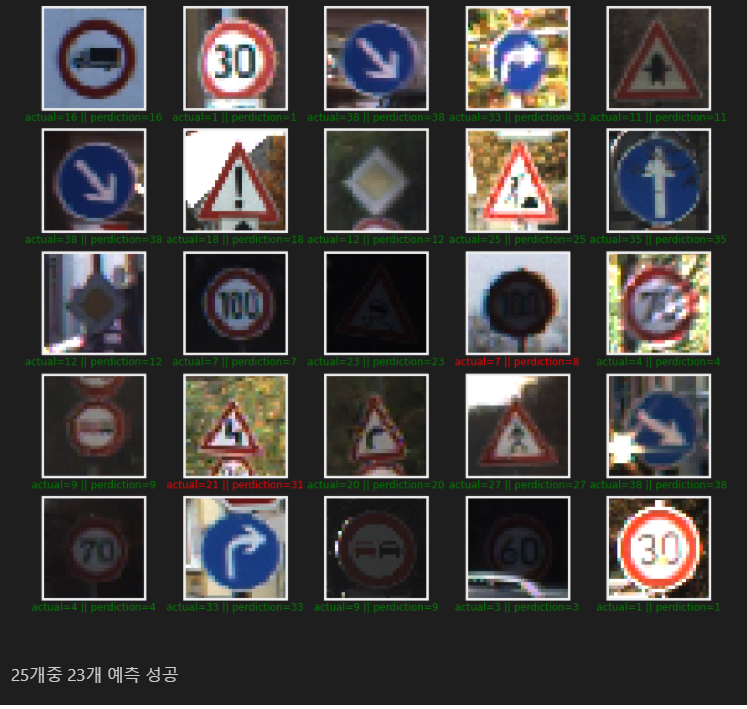 30
actual=16 || perdiction=16 actual=1 || perdiction=1 actual=38 || perdiction=38 actual=33 || perdiction=33 actual=11 || perdiction=11
actual=38 || perdiction=38 actual=18 || perdiction=18 actual=12 || perdiction=12 actual=25 || perdiction=25 actual=35 || perdiction=35
100 100 70
actual=12 || perdiction=12 actual=7 || perdiction=7 actual=23 || perdiction=23 actual=7 || perdiction=8 actual=4 || perdiction=4
actual=9 || perdiction=9 actual=21 || perdiction=31 actual=20 || perdiction=20 actual=27 || perdiction=27 actual=38 || perdiction=38
70 60 30
actual=4 || perdiction=4 actual=33 || perdiction=33 actual=9 || perdiction=9 actual=3 || perdiction=3 actual=1 || perdiction=1
25개중 23개 예측 성공